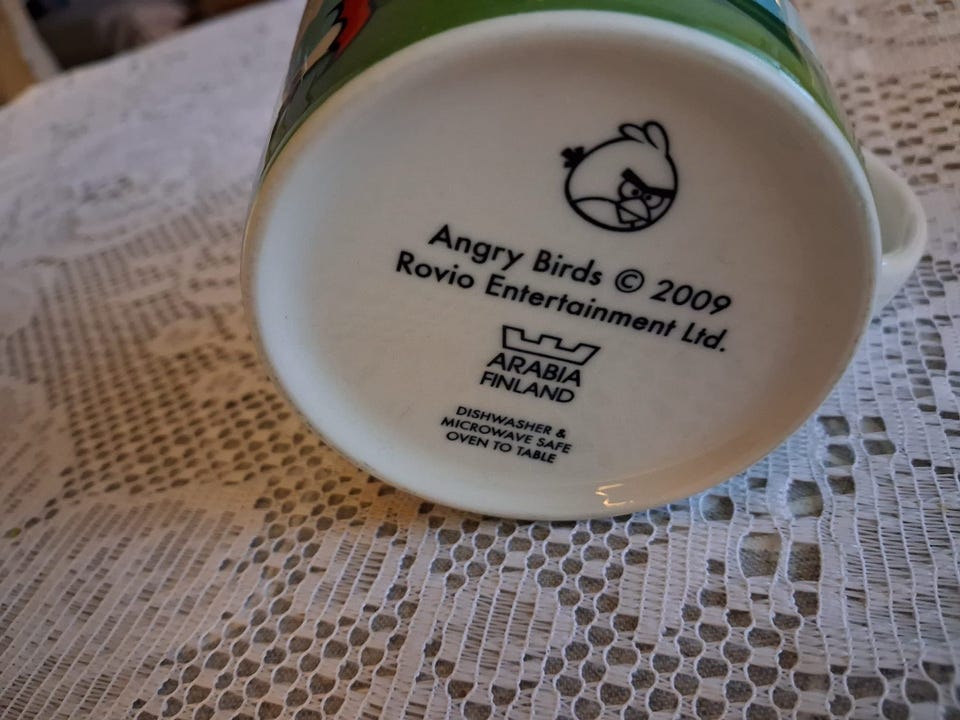 Angry Birds © 2009
Rovio Entertainment Ltd.
ARABIA
FINLAND
DISHWASHER &
MICROWAVE SAFE
OVEN TO TABLE